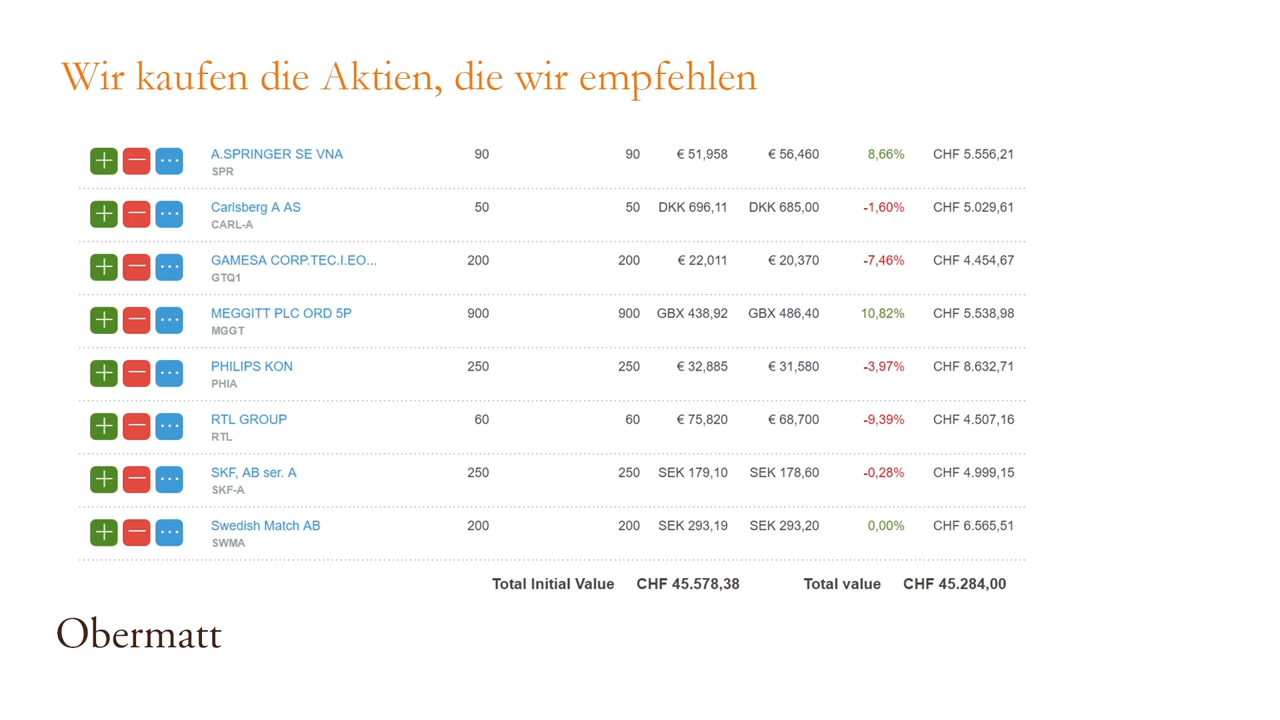 Wir kaufen die Aktien, die wir empfehlen
A.SPRINGER SE VNA 90 90 € 51,958 € 56,460 8,66% CHF 5.556,21
SPR
Carlsberg A AS 50 50 DKK 696,11 DKK 685,00 -1,60% CHF 5.029,61
CARL-A
GAMESA CORP.TEC.I.EO... 200 200 € 22,011 € 20,370 -7,46% CHF 4.454,67
GTQ1
MEGGITT PLC ORD 5P 900 900 GBX 438,92 GBX 486,40 10,82% CHF 5.538,98
MGGT
PHILIPS KON 250 250 € 32,885 € 31,580 -3,97% CHF 8.632,71
PHIA
RTL GROUP 60 60 € 75,820 € 68,700 -9,39% CHF 4.507,16
RTL
SKF, AB ser. A 250 250 SEK 179,10 SEK 178,60 -0,28% CHF 4.999,15
SKF-A
Swedish Match AB 200 200 SEK 293,19 SEK 293,20 0,00% CHF 6.565,51
SWMA
Total Initial Value CHF 45.578,38 Total value CHF 45.284,00
Obermatt